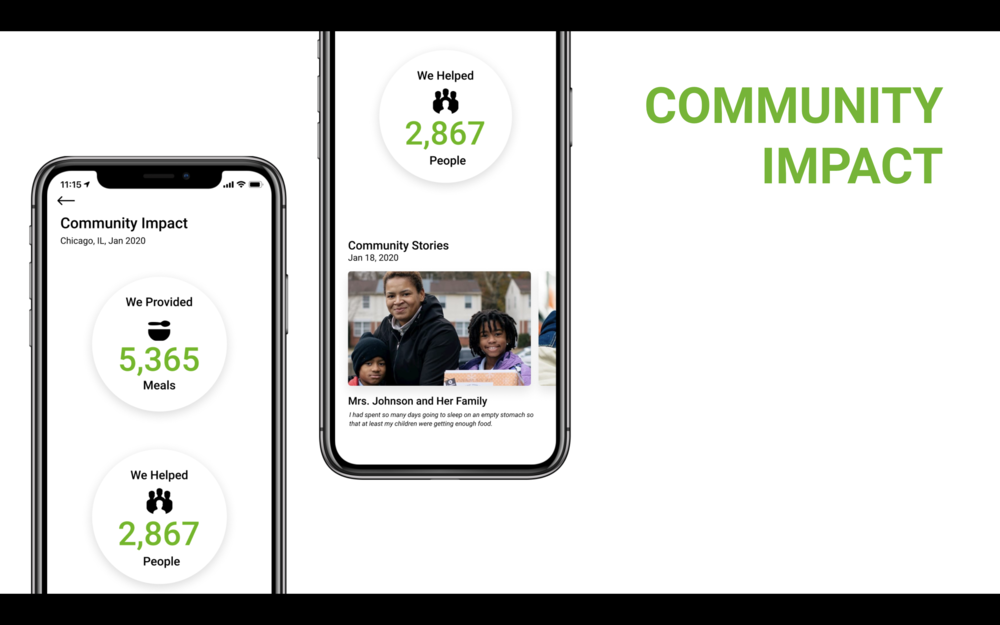 COMMUNITY
IMPACT
11:15
Community Impact
Chicago, IL, Jan 2020
We Provided
5,365
Meals
We Helped
2,867
People
We Helped
2,867
People
Community Stories
Jan 18, 2020
Mrs. Johnson and Her Family
I had spent so many days going to sleep on an empty stomach so
that at least my children were getting enough food.